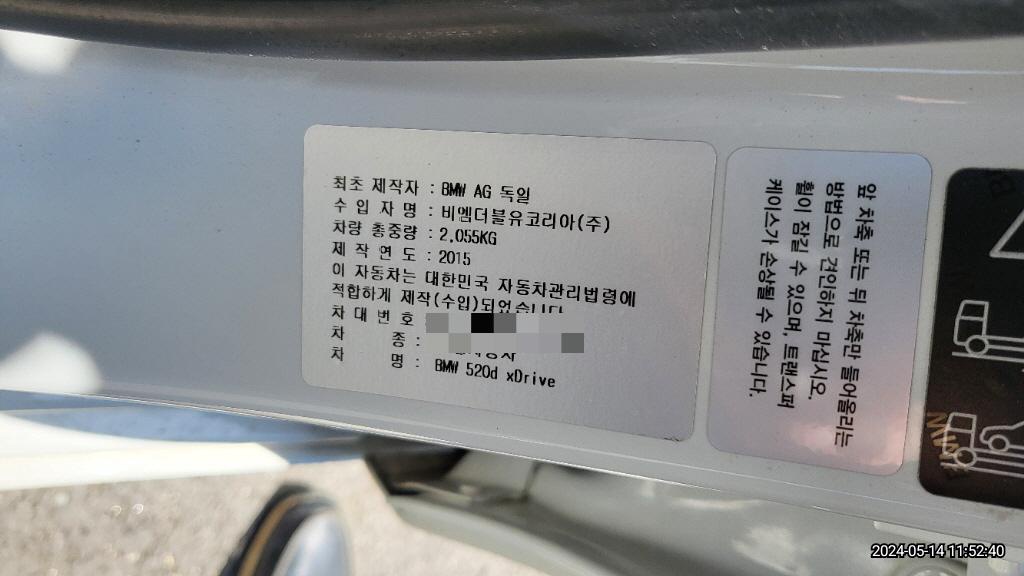 최초 제작자 : BMW AG 독일
수 입 자 명 : 비엠더블유코리아(주)
차량 총중량 : 2,055KG
제 작 연 도 : 2015
이 자동차는 대한민국 자동차관리법령에
적합하게 제작(수입)되었습니다
차 대 번 호
차 종 :
차 명 : BMW 520d xDrive
앞 차축 또는 뒤 차축만 들어올리는
방법으로 견인하지 마십시오.
휠이 잠길 수 있으며, 트랜스퍼
케이스가 손상될 수 있습니다.
2024-05-14 11:52:40